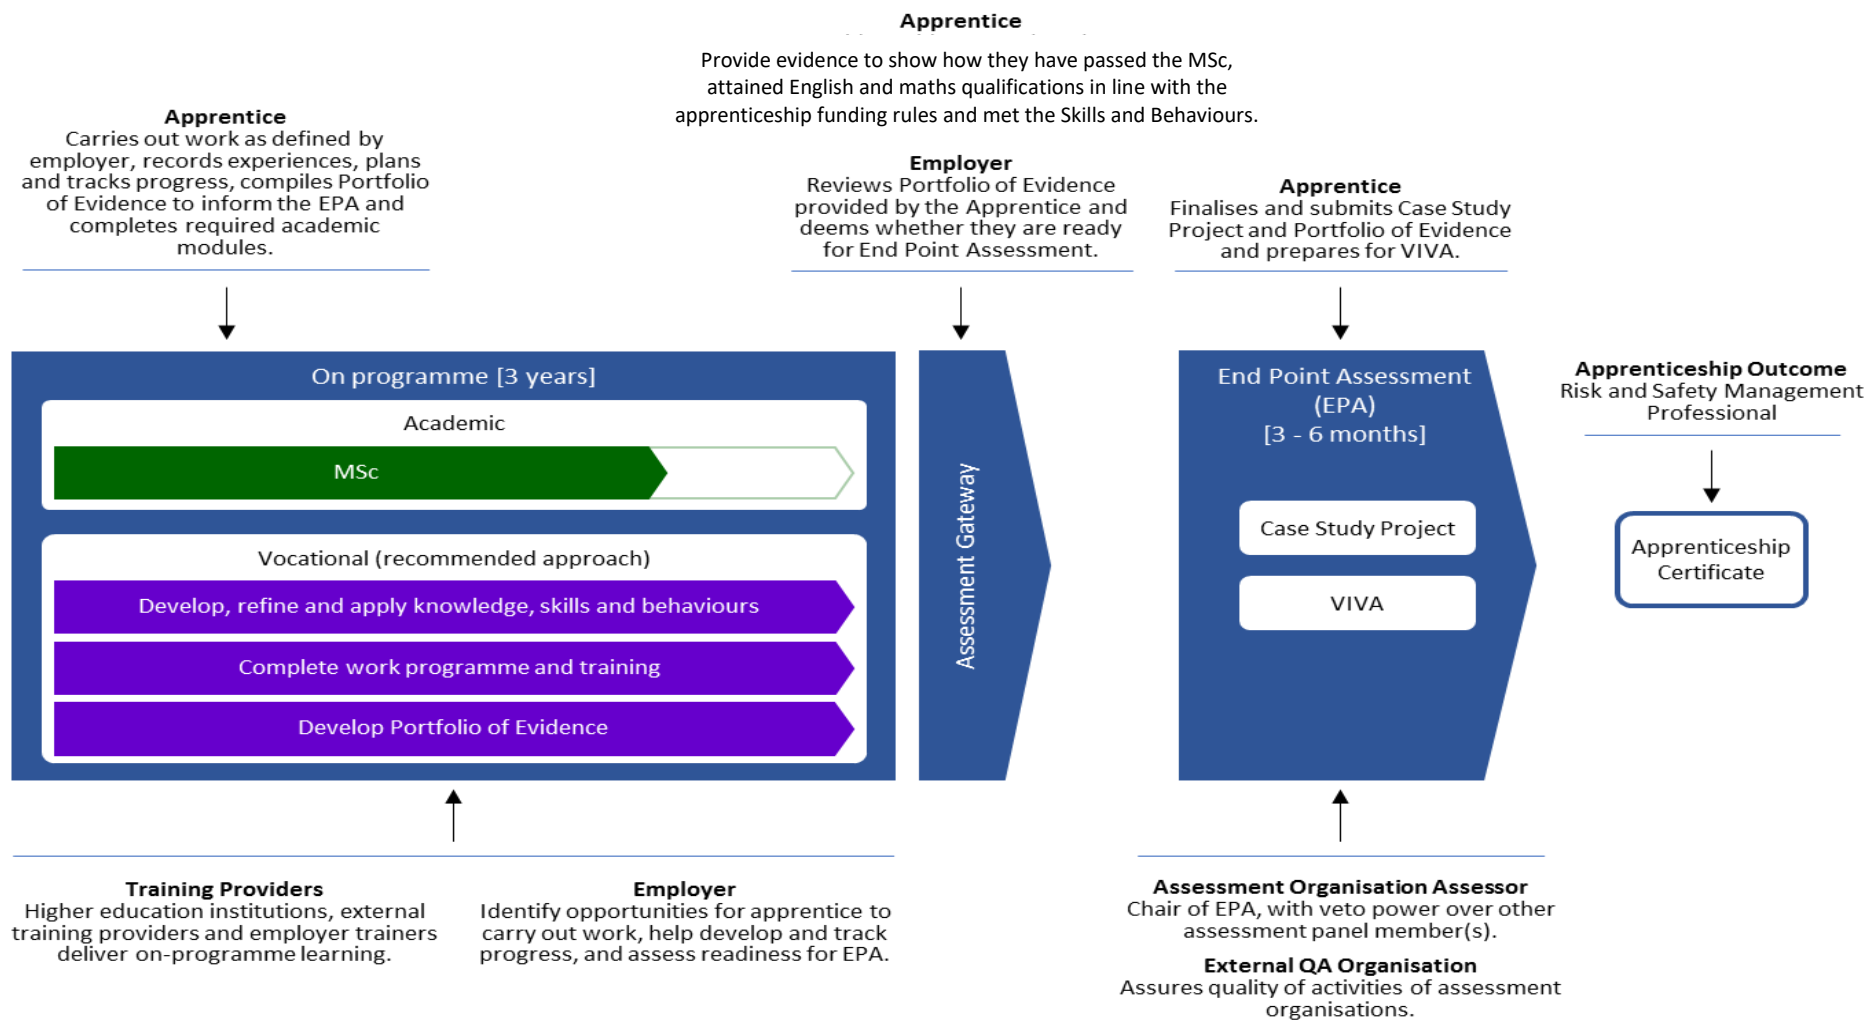 Apprentice
Provide evidence to show how they have passed the MSc,
attained English and maths qualifications in line with the
apprenticeship funding rules and met the Skills and Behaviours.
Apprentice
Carries out work as defined by
employer, records experiences, plans
and tracks progress, compiles Portfolio
of Evidence to inform the EPA and
completes required academic
modules.
Employer
Reviews Portfolio of Evidence
provided by the Apprentice and
deems whether they are ready
for End Point Assessment.
Apprentice
Finalises and submits Case Study
Project and Portfolio of Evidence
and prepares for VIVA.
On programme [3 years]
Academic
MSc
Vocational (recommended approach)
Develop, refine and apply knowledge, skills and behaviours
Complete work programme and training
Develop Portfolio of Evidence
Assessment Gateway
End Point Assessment
(EPA)
[3 - 6 months]
Case Study Project
VIVA
Apprenticeship Outcome
Risk and Safety Management
Professional
Apprenticeship
Certificate
Training Providers
Higher education institutions, external
training providers and employer trainers
deliver on-programme learning.
Employer
Identify opportunities for apprentice to
carry out work, help develop and track
progress, and assess readiness for EPA.
Assessment Organisation Assessor
Chair of EPA, with veto power over other
assessment panel member(s).
External QA Organisation
Assures quality of activities of assessment
organisations.